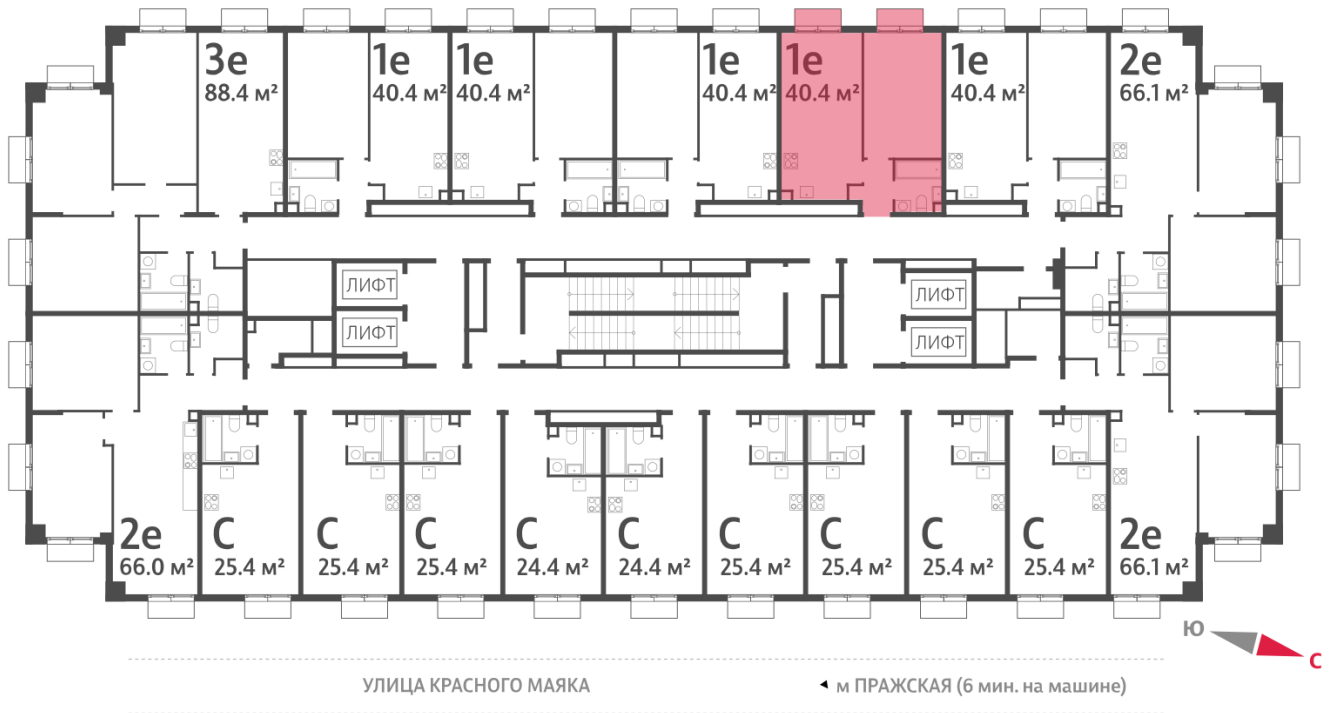 3е
88.4 м²
1е
40.4 м²
1е
40.4 м²
1е
40.4 м²
1е
40.4 м²
1е
40.4 м²
2е
66.1 м²
ЛИФТ
ЛИФТ
ЛИФТ
ЛИФТ
2е
66.0 м²
С
25.4 м²
С
25.4 м²
С
25.4 м²
С
24.4 м²
С
24.4 м²
С
25.4 м²
С
25.4 м²
С
25.4 м²
С
25.4 м²
2е
66.1 м²
Ю
С
УЛИЦА КРАСНОГО МАЯКА
м ПРАЖСКАЯ (6 мин. на машине)